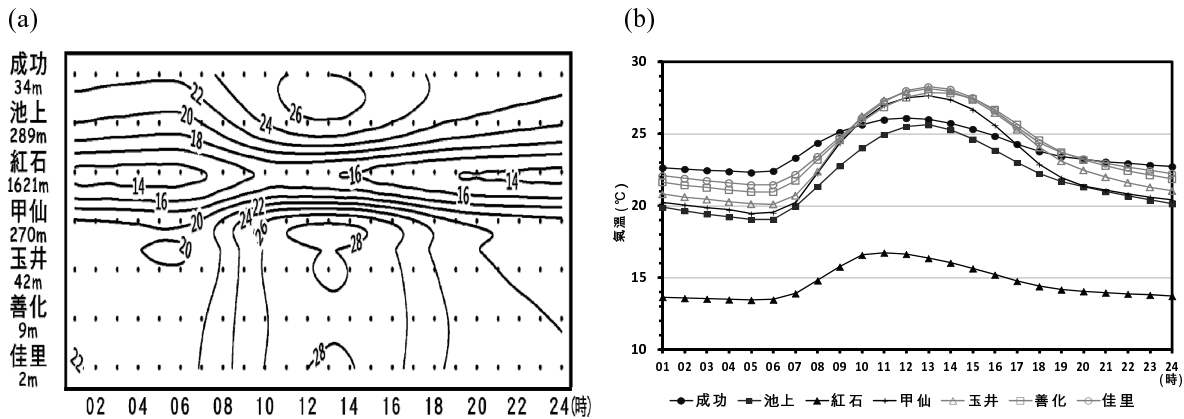 (a)
成功
34m
池上
289m
紅石
1621m
甲仙
270m
玉井
42m
善化
9m
佳里
2m
22
20
18
24
26
14
16
16
14
16
20
24
22
26
28
20
22
28
02 04 06 08 10 12 14 16 18 20 22 24(時)
(b)
氣溫(℃)
30
25
20
15
10
01 02 03 04 05 06 07 08 09 10 11 12 13 14 15 16 17 18 19 20 21 22 23 24
(時)
成功 池上 紅石 甲仙 玉井 善化 佳里